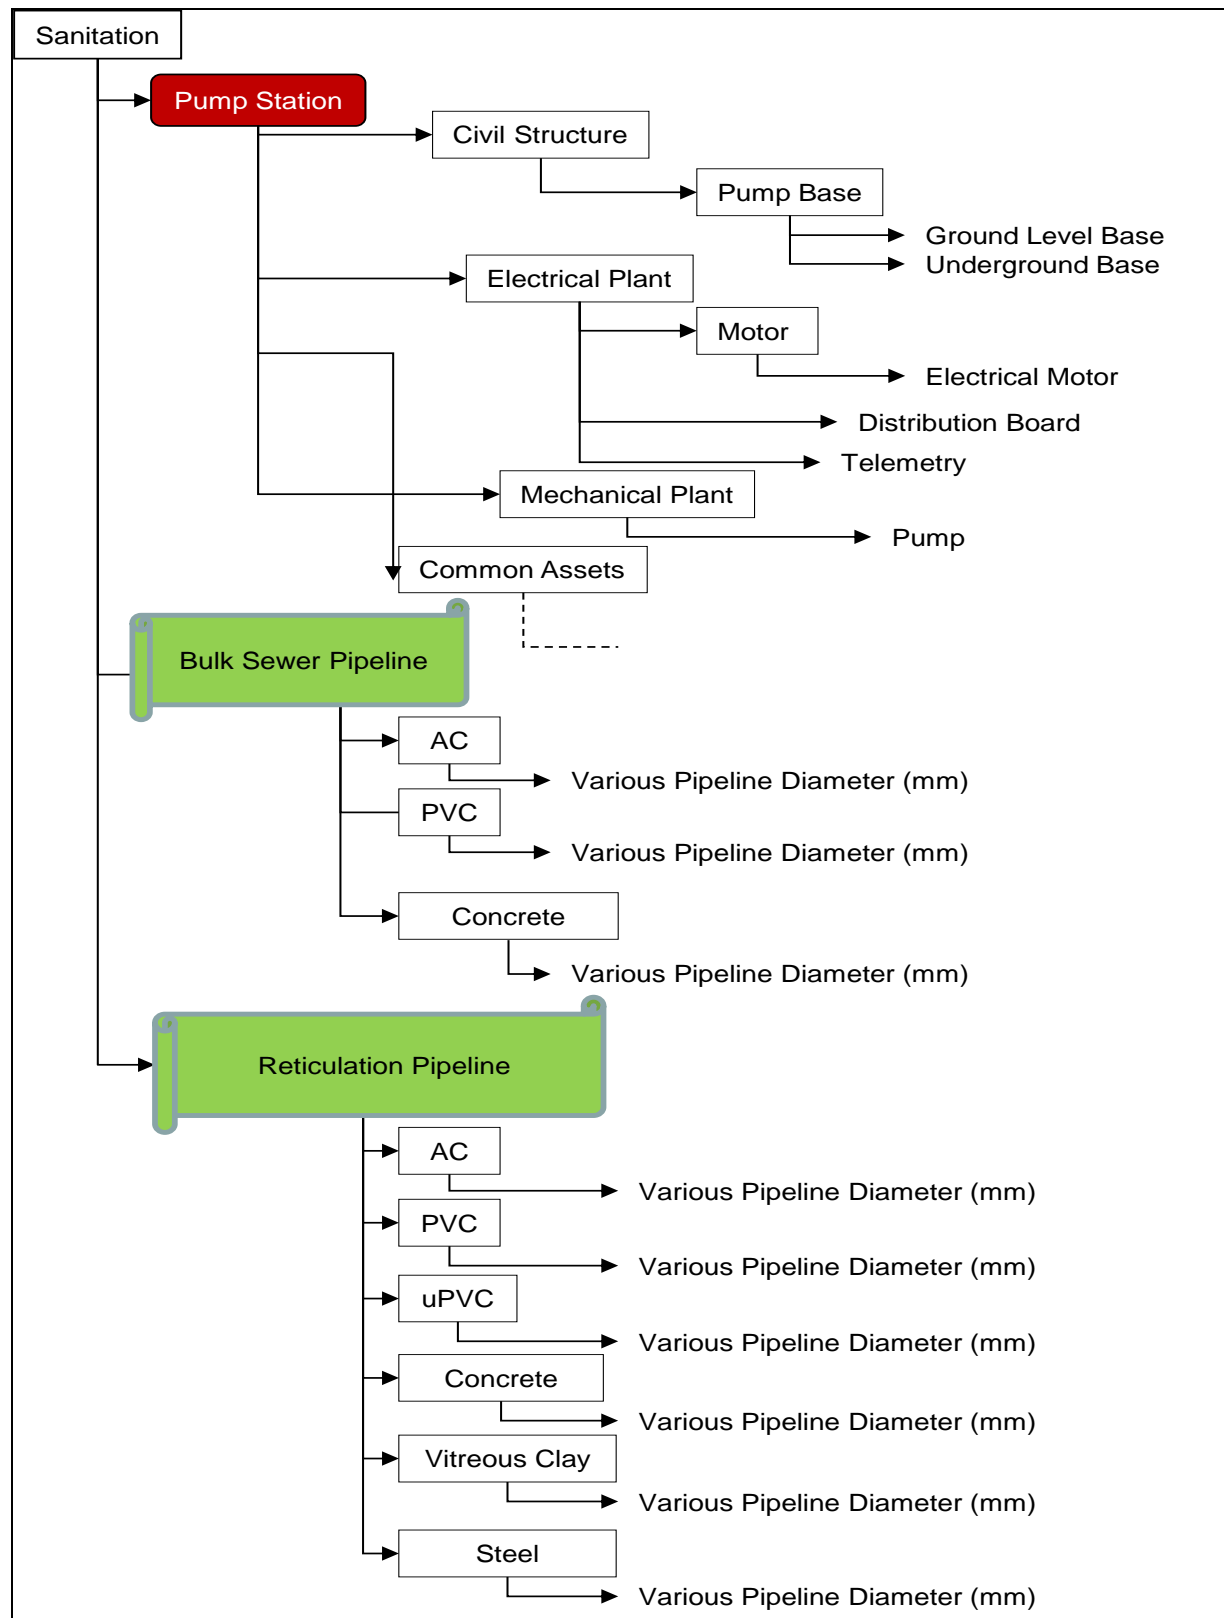 Sanitation
Pump Station
Civil Structure
Pump Base
Ground Level Base
Underground Base
Electrical Plant
Motor
Electrical Motor
Distribution Board
Telemetry
Mechanical Plant
Pump
Common Assets
Bulk Sewer Pipeline
AC
Various Pipeline Diameter (mm)
PVC
Various Pipeline Diameter (mm)
Concrete
Various Pipeline Diameter (mm)
Reticulation Pipeline
AC
Various Pipeline Diameter (mm)
PVC
Various Pipeline Diameter (mm)
uPVC
Various Pipeline Diameter (mm)
Concrete
Various Pipeline Diameter (mm)
Vitreous Clay
Various Pipeline Diameter (mm)
Steel
Various Pipeline Diameter (mm)